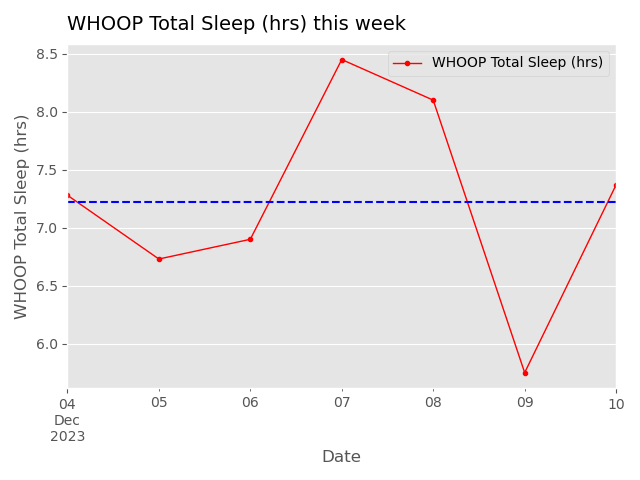 WHOOP Total Sleep (hrs) this week
WHOOP Total Sleep (hrs)
8.5
8.0
7.5
7.0
6.5
6.0
WHOOP Total Sleep (hrs)
04 05 06 07 08 09 10
Dec
2023
Date